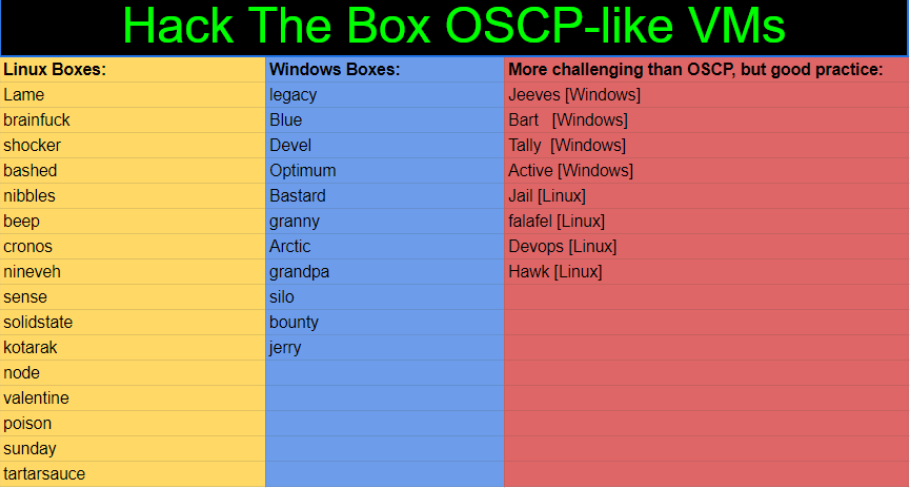 Hack The Box OSCP-like VMs
Linux Boxes: Windows Boxes: More challenging than OSCP, but good practice:
Lame legacy Jeeves [Windows]
brainfuck Blue Bart [Windows]
shocker Devel Tally [Windows]
bashed Optimum Active [Windows]
nibbles Bastard Jail [Linux]
beep granny falafel [Linux]
cronos Arctic Devops [Linux]
nineveh grandpa Hawk [Linux]
sense silo
solidstate bounty
kotarak jerry
node
valentine
poison
sunday
tartarsauce